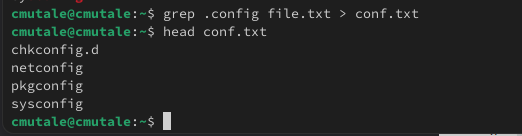 cmutale@cmutale:~$ grep .config file.txt > conf.txt
cmutale@cmutale:~$ head conf.txt
chkconfig.d
netconfig
pkgconfig
sysconfig
cmutale@cmutale:~$